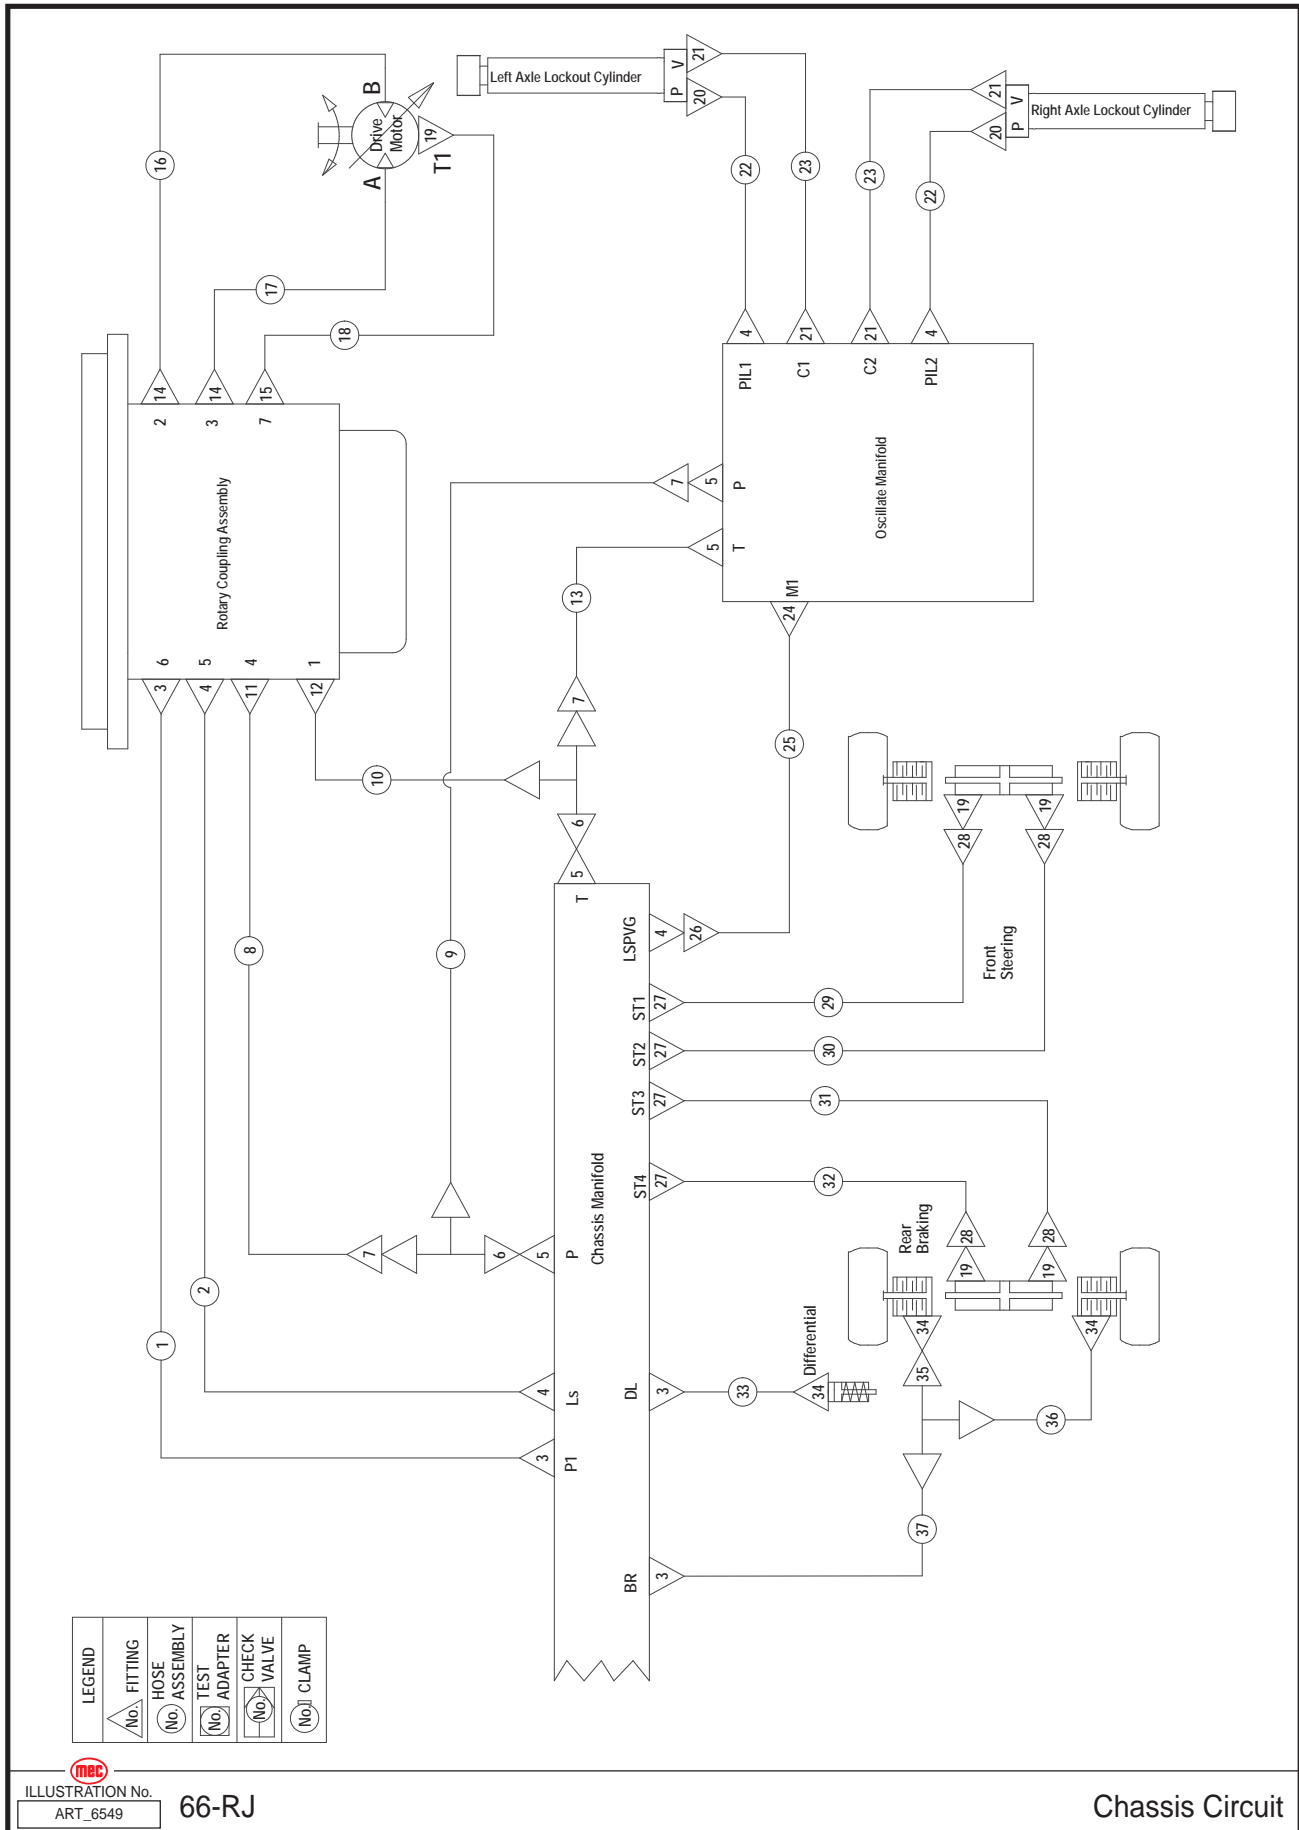 16
17
18
B
Drive
Motor
A
19
T1
Left Axle Lockout Cylinder
V
P
21
20
22
23
21
20
V
P
Right Axle Lockout Cylinder
23
22
14
14
15
2
3
7
Rotary Coupling Assembly
6
5
4
1
3
4
11
12
4
21
21
4
PIL1
C1
C2
PIL2
7
5
P
5
T
Oscillate Manifold
M1
24
13
7
10
6
5
T
25
8
9
LSPVG
4
26
ST1
27
29
ST2
27
30
ST3
27
31
ST4
27
32
19
28
19
28
Front
Steering
Chassis Manifold
7
6
5
P
2
1
4
Ls
3
P1
DL
3
33
34
Differential
Rear
Braking
28
19
28
19
34
35
34
36
37
BR
3
LEGEND
No. FITTING
No. HOSE
ASSEMBLY
No. TEST
ADAPTER
No. CHECK
VALVE
No. CLAMP
mec
ILLUSTRATION No.
ART_6549
66-RJ
Chassis Circuit